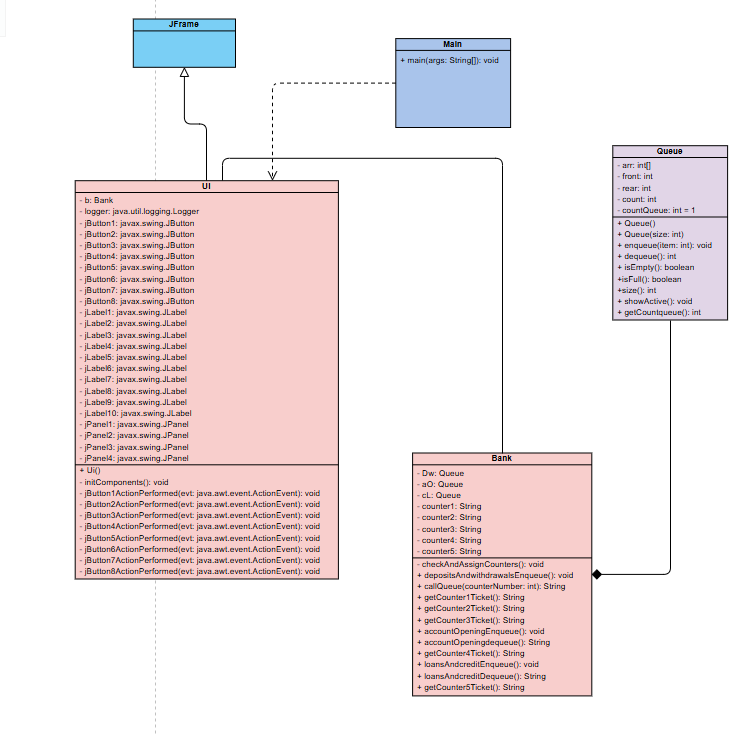 JFrame
Main
+ main(args: String[]): void
Queue
- arr: int[]
- front: int
- rear: int
- count: int
- countQueue: int = 1
+ Queue()
+ Queue(size: int)
+ enqueue(item: int): void
+ dequeue(): int
+ isEmpty(): boolean
+isFull(): boolean
+size(): int
+ showActive(): void
+ getCountqueue(): int
UI
- b: Bank
- logger: java.util.logging.Logger
- jButton1: javax.swing.JButton
- jButton2: javax.swing.JButton
- jButton3: javax.swing.JButton
- jButton4: javax.swing.JButton
- jButton5: javax.swing.JButton
- jButton6: javax.swing.JButton
- jButton7: javax.swing.JButton
- jButton8: javax.swing.JButton
- jLabel1: javax.swing.JLabel
- jLabel2: javax.swing.JLabel
- jLabel3: javax.swing.JLabel
- jLabel4: javax.swing.JLabel
- jLabel5: javax.swing.JLabel
- jLabel6: javax.swing.JLabel
- jLabel7: javax.swing.JLabel
- jLabel8: javax.swing.JLabel
- jLabel9: javax.swing.JLabel
- jLabel10: javax.swing.JLabel
- jPanel1: javax.swing.JPanel
- jPanel2: javax.swing.JPanel
- jPanel3: javax.swing.JPanel
- jPanel4: javax.swing.JPanel
+ Ui()
- initComponents(): void
- jButton1ActionPerformed(evt: java.awt.event.ActionEvent): void
- jButton2ActionPerformed(evt: java.awt.event.ActionEvent): void
- jButton3ActionPerformed(evt: java.awt.event.ActionEvent): void
- jButton4ActionPerformed(evt: java.awt.event.ActionEvent): void
- jButton5ActionPerformed(evt: java.awt.event.ActionEvent): void
- jButton6ActionPerformed(evt: java.awt.event.ActionEvent): void
- jButton7ActionPerformed(evt: java.awt.event.ActionEvent): void
- jButton8ActionPerformed(evt: java.awt.event.ActionEvent): void
Bank
- Dw: Queue
- aO: Queue
- cL: Queue
- counter1: String
- counter2: String
- counter3: String
- counter4: String
- counter5: String
- checkAndAssignCounters(): void
+ depositsAndwithdrawalsEnqueue(): void
+ callQueue(counterNumber: int): String
+ getCounter1Ticket(): String
+ getCounter2Ticket(): String
+ getCounter3Ticket(): String
+ accountOpeningEnqueue(): void
+ accountOpeningdequeue(): String
+ getCounter4Ticket(): String
+ loansAndcreditEnqueue(): void
+ loansAndcreditDequeue(): String
+ getCounter5Ticket(): String